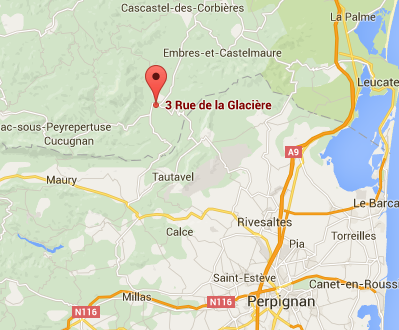 Cascastel-des-Corbières
La Palme
Embres-et-Castelmaure
Leucate
3 Rue de la Glacière
ac-sous-Peyrepertuse
Cucugnan
A9
Maury
Tautavel
Le Barca
Rivesaltes
Torreilles
Calce
Pia
Saint-Estève
Canet-en-Rouss
Millas
N116
N116
Perpignan